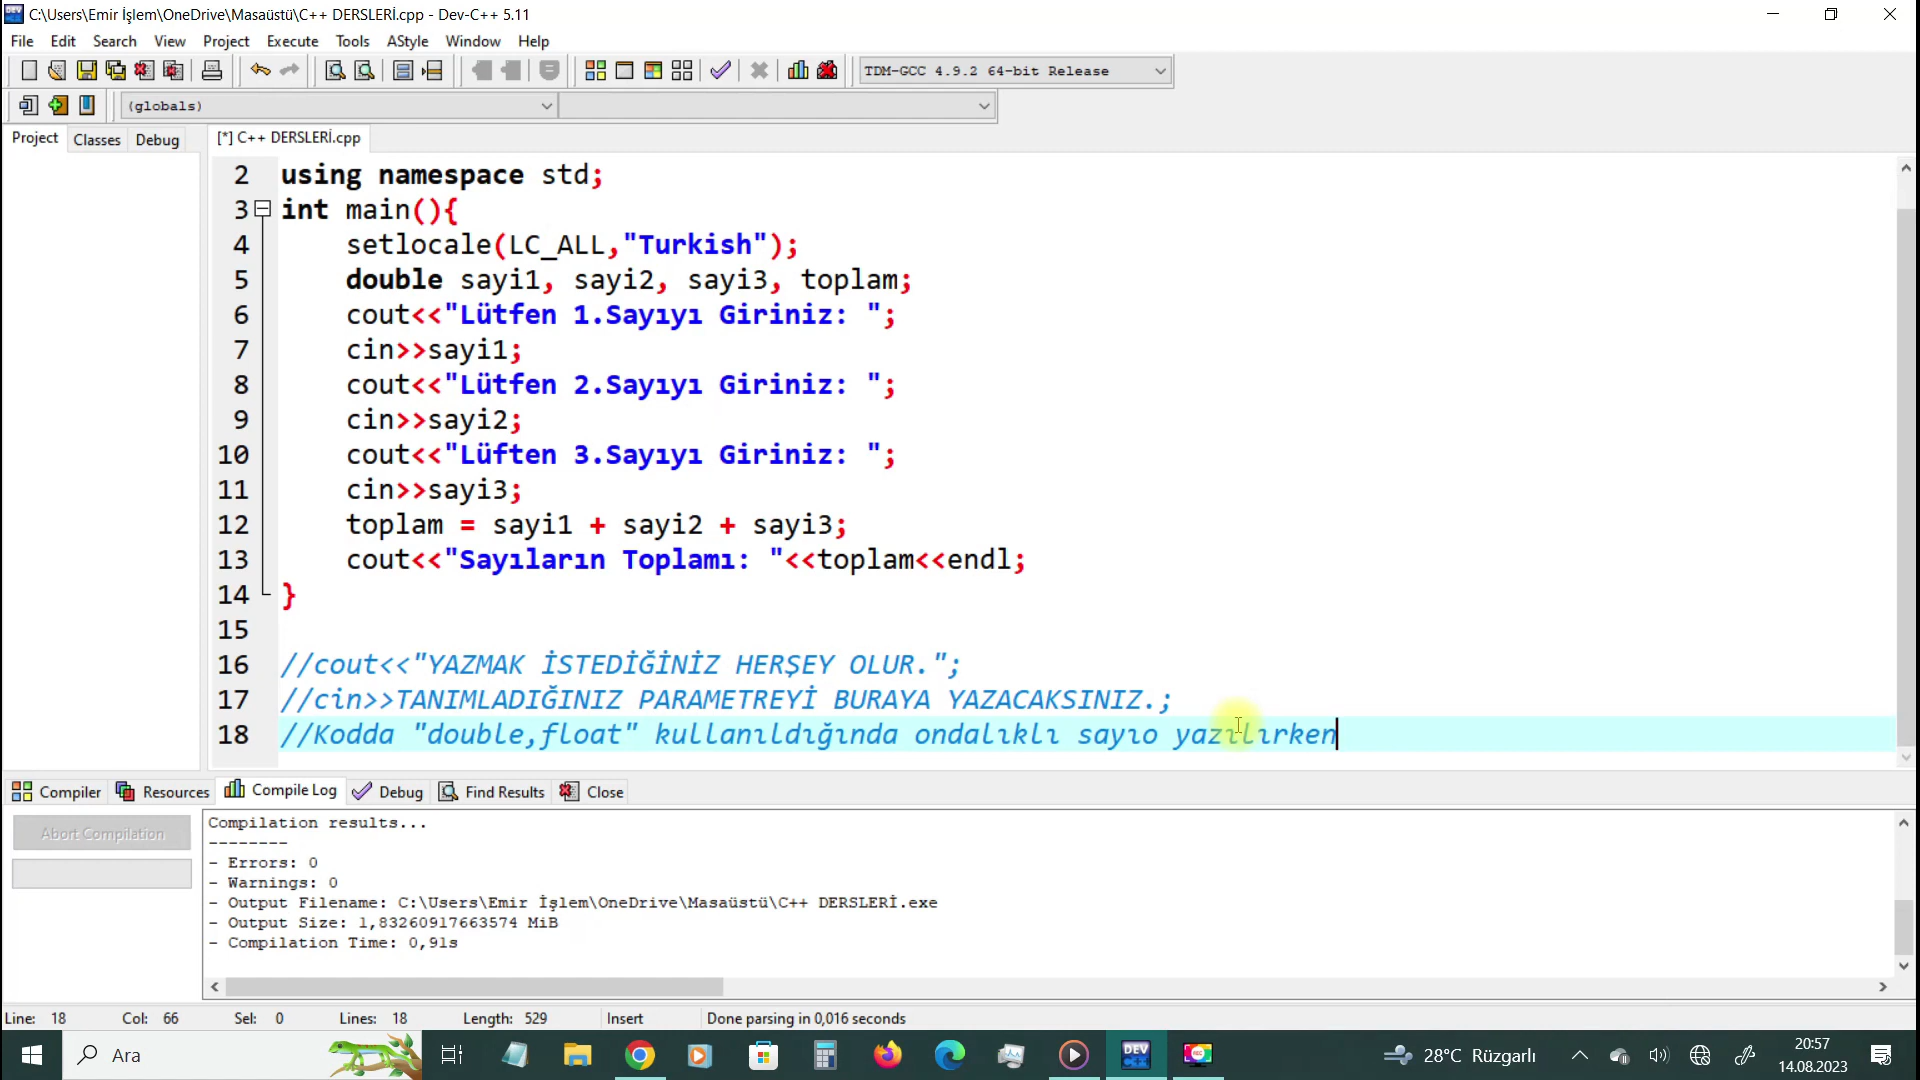 C:\Users\Emir İşlem\OneDrive\Masaüstü\C++ DERSLERİ.cpp - Dev-C++ 5.11
File Edit Search View Project Execute Tools AStyle Window Help
TDM-GCC 4.9.2 64-bit Release
(globals)
Project Classes Debug [*] C++ DERSLERİ.cpp
2 using namespace std;
3 int main(){
4 setlocale(LC_ALL,"Turkish");
5 double sayi1, sayi2, sayi3, toplam;
6 cout<<"Lütfen 1.Sayıyı Giriniz: ";
7 cin>>sayi1;
8 cout<<"Lütfen 2.Sayıyı Giriniz: ";
9 cin>>sayi2;
10 cout<<"Lüften 3.Sayıyı Giriniz: ";
11 cin>>sayi3;
12 toplam = sayi1 + sayi2 + sayi3;
13 cout<<"Sayıların Toplamı: "<<toplam<<endl;
14 }
15
16 //cout<<"YAZMAK İSTEDİĞİNİZ HERŞEY OLUR.";
17 //cin>>TANIMLADIĞINIZ PARAMETREYİ BURAYA YAZACAKSINIZ.;
18 //Kodda "double,float" kullanıldığında ondalıklı sayıo yazılırken
Compiler Resources Compile Log Debug Find Results Close
Abort Compilation
Compilation results...
--------
- Errors: 0
- Warnings: 0
- Output Filename: C:\Users\Emir İşlem\OneDrive\Masaüstü\C++ DERSLERİ.exe
- Output Size: 1,83260917663574 MiB
- Compilation Time: 0,91s
Line: 18 Col: 66 Sel: 0 Lines: 18 Length: 529 Insert Done parsing in 0,016 seconds
Ara
DEV C++
REC
28°C Rüzgarlı
20:57
14.08.2023